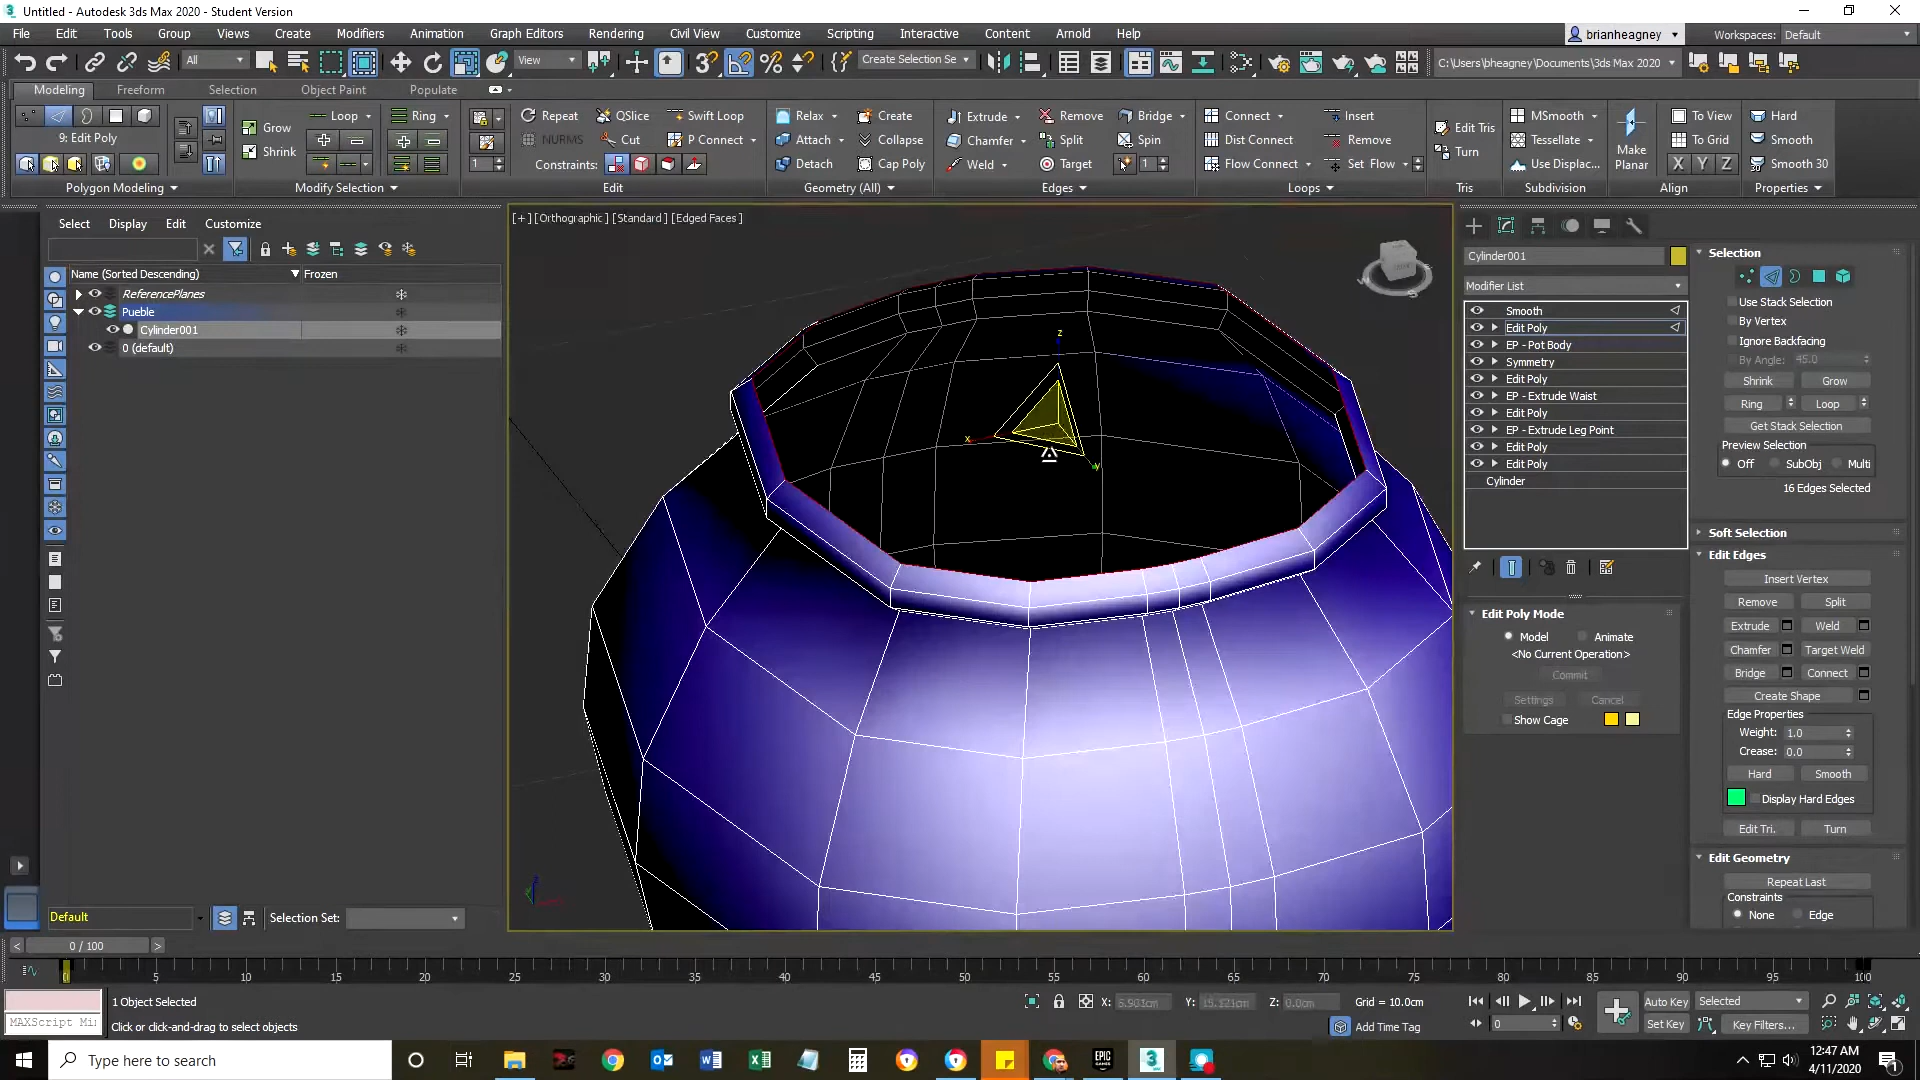 Untitled - Autodesk 3ds Max 2020 - Student Version
File Edit Tools Group Views Create Modifiers Animation Graph Editors Rendering Civil View Customize Scripting Interactive Content Arnold Help
brianheagney
Workspaces: Default
All
View
Create Selection Se
C:\Users\bheagney\Documents\3ds Max 2020
Modeling Freeform Selection Object Paint Populate
9: Edit Poly
Polygon Modeling
Grow
Shrink
Loop
Ring
Modify Selection
Repeat QSlice Swift Loop
NURMS Cut P Connect
Constraints:
1
Edit
Relax Create
Attach Collapse
Detach Cap Poly
Geometry (All)
Extrude Remove Bridge
Chamfer Split Spin
Weld Target 1
Edges
Connect Insert
Dist Connect Remove
Flow Connect Set Flow
Loops
Edit Tris
Turn
Tris
MSmooth
Tessellate
Use Displac...
Subdivision
Make
Planar
To View
To Grid
X Y Z
Align
Hard
Smooth
Smooth 30
Properties
Select Display Edit Customize
Name (Sorted Descending) Frozen
ReferencePlanes
Pueble
Cylinder001
0 (default)
[+] [Orthographic] [Standard] [Edged Faces]
z
x
y
Cylinder001
Modifier List
Smooth
Edit Poly
EP - Pot Body
Symmetry
Edit Poly
EP - Extrude Waist
Edit Poly
EP - Extrude Leg Point
Edit Poly
Edit Poly
Cylinder
Edit Poly Mode
Model Animate
<No Current Operation>
Commit
Settings Cancel
Show Cage
Selection
Use Stack Selection
By Vertex
Ignore Backfacing
By Angle: 45.0
Shrink Grow
Ring Loop
Get Stack Selection
Preview Selection
Off SubObj Multi
16 Edges Selected
Soft Selection
Edit Edges
Insert Vertex
Remove Split
Extrude Weld
Chamfer Target Weld
Bridge Connect
Create Shape
Edge Properties
Weight: 1.0
Crease: 0.0
Hard Smooth
Display Hard Edges
Edit Tri. Turn
Edit Geometry
Repeat Last
Constraints
None Edge
Default
Selection Set:
< 0 / 100 >
0 5 10 15 20 25 30 35 40 45 50 55 60 65 70 75 80 85 90 95 100
MAXScript Mi
1 Object Selected
Click or click-and-drag to select objects
X: Y: Z: 0.0cm Grid = 10.0cm
Add Time Tag
0
Auto Key Selected
Set Key Key Filters...
Type here to search
12:47 AM
4/11/2020